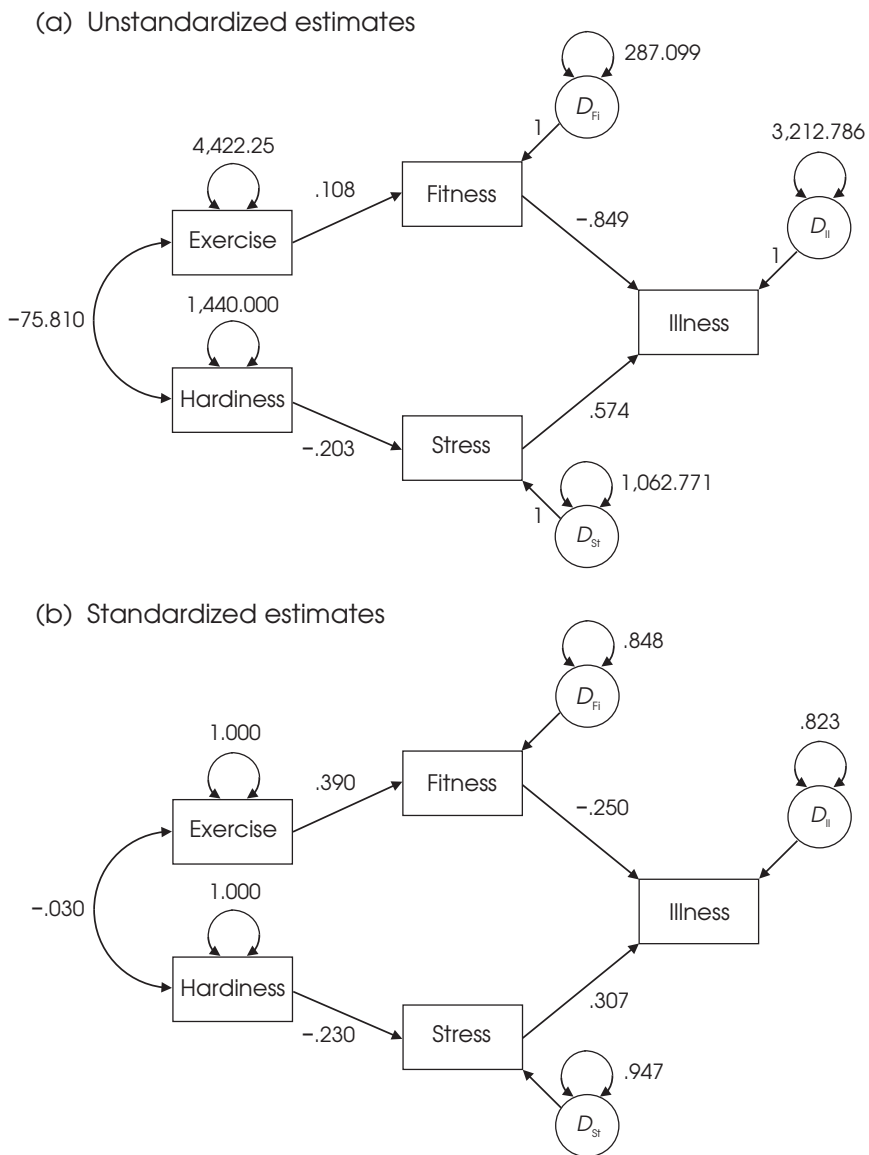 (a) Unstandardized estimates
287.099
D_Fi
1
3,212.786
4,422.25
.108
Fitness
−.849
D_Il
1
Exercise
1,440.000
−75.810
Illness
Hardiness
.574
−.203
Stress
1,062.771
1
D_St
(b) Standardized estimates
.848
D_Fi
.823
1.000
.390
Fitness
−.250
D_Il
Exercise
1.000
−.030
Illness
Hardiness
.307
−.230
Stress
.947
D_St